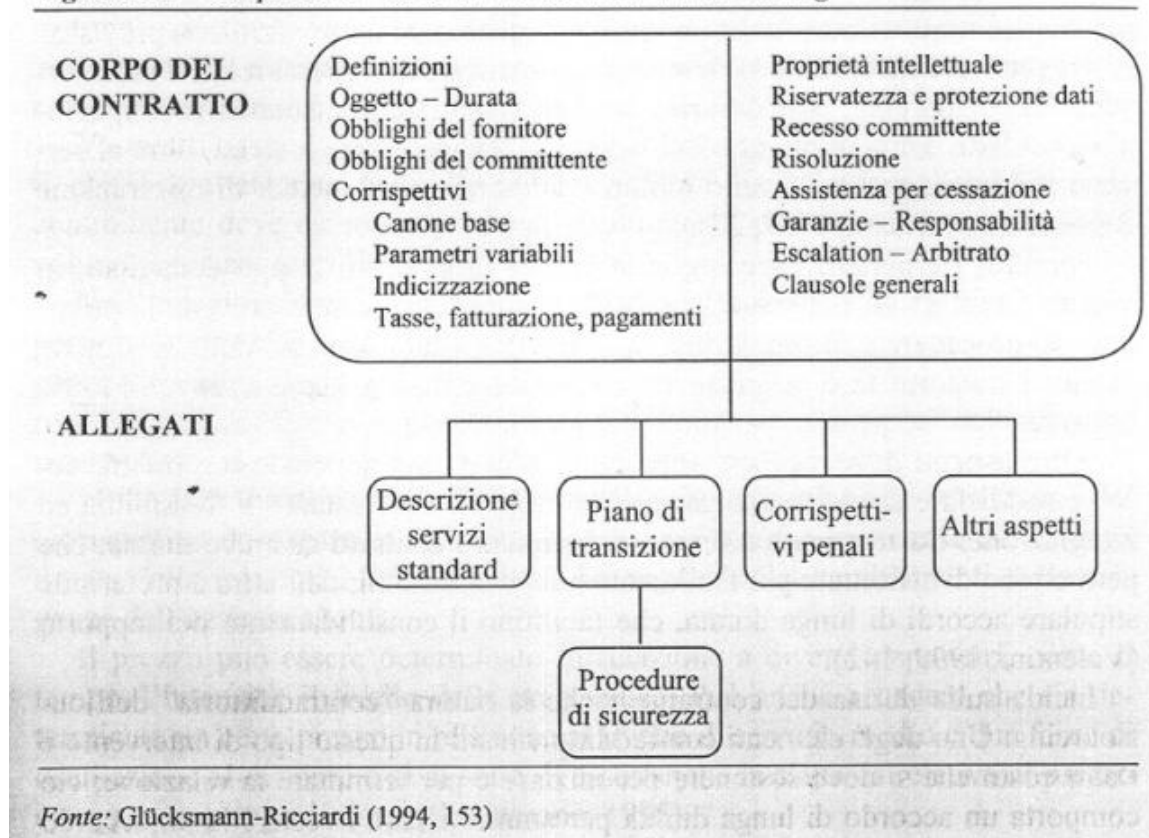 CORPO DEL
CONTRATTO
Definizioni
Oggetto – Durata
Obblighi del fornitore
Obblighi del committente
Corrispettivi
Canone base
Parametri variabili
Indicizzazione
Tasse, fatturazione, pagamenti
Proprietà intellettuale
Riservatezza e protezione dati
Recesso committente
Risoluzione
Assistenza per cessazione
Garanzie – Responsabilità
Escalation – Arbitrato
Clausole generali
ALLEGATI
Descrizione
servizi
standard
Piano di
transizione
Corrispetti-
vi penali
Altri aspetti
Procedure
di sicurezza
Fonte: Glücksmann-Ricciardi (1994, 153)